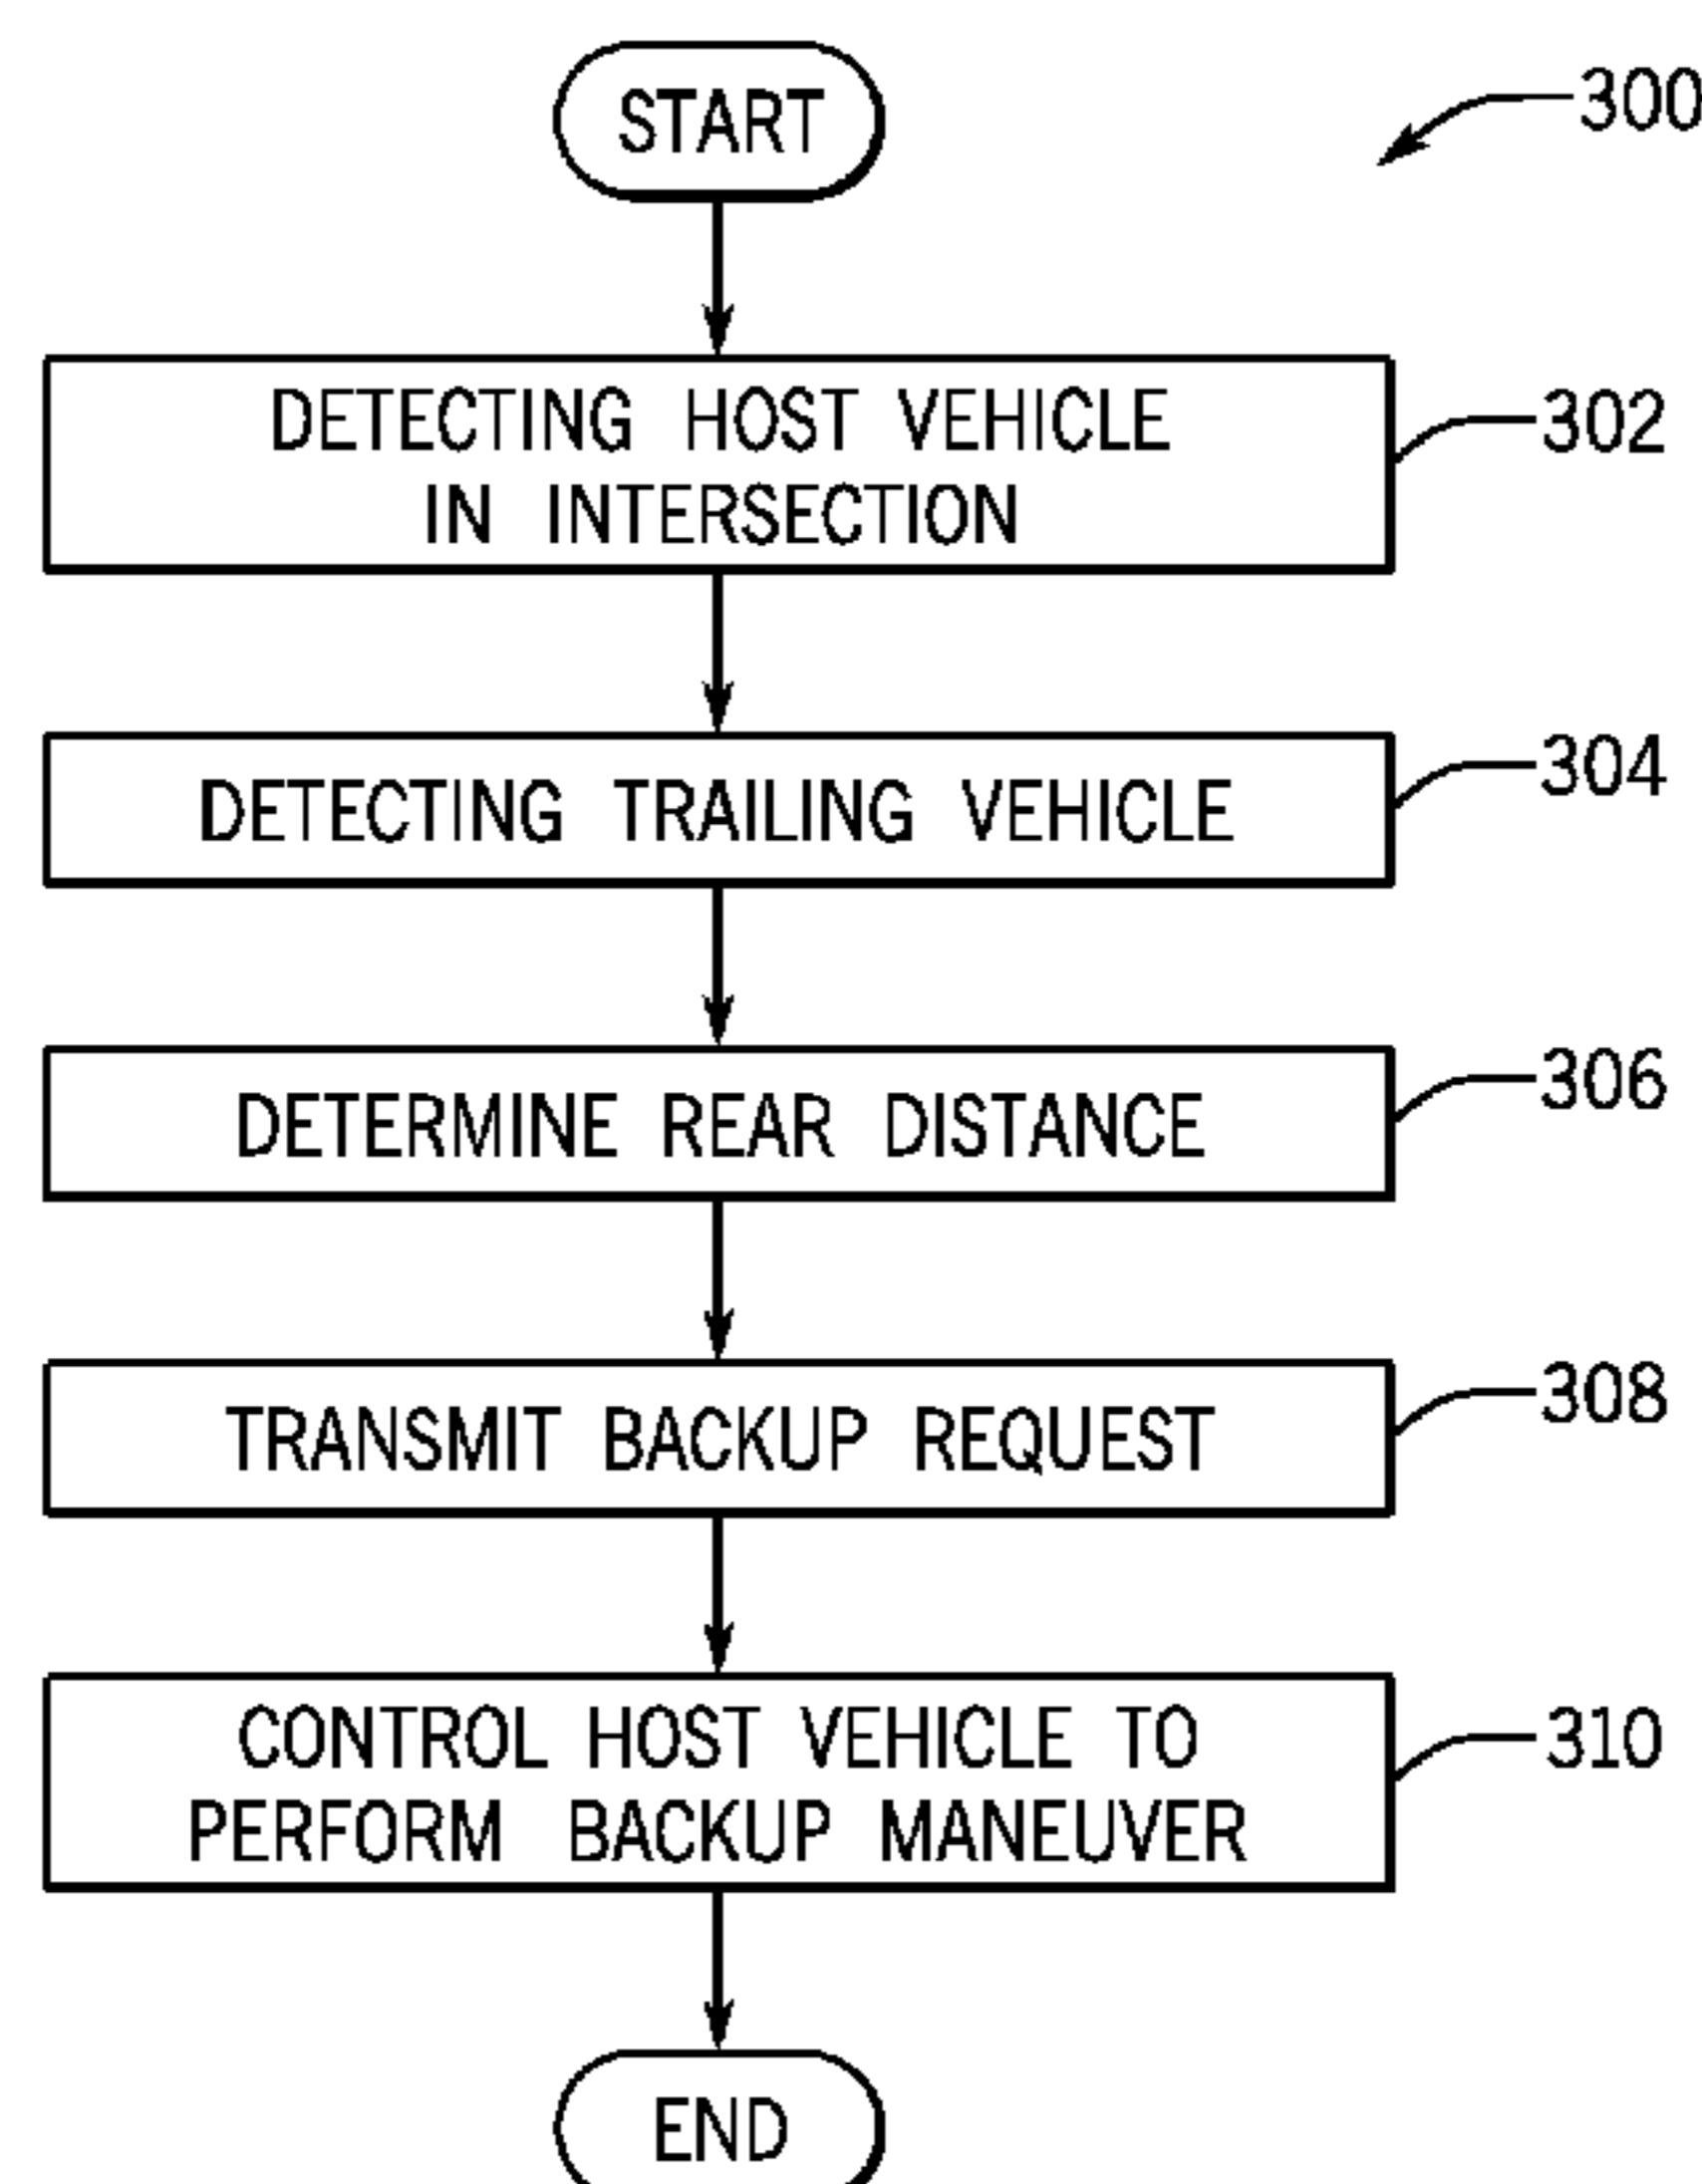 START
300
DETECTING HOST VEHICLE
IN INTERSECTION
302
DETECTING TRAILING VEHICLE
304
DETERMINE REAR DISTANCE
306
TRANSMIT BACKUP REQUEST
308
CONTROL HOST VEHICLE TO
PERFORM BACKUP MANEUVER
310
END